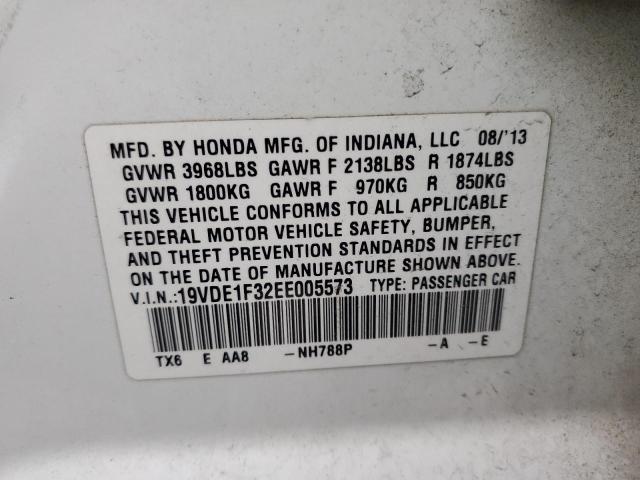 MFD. BY HONDA MFG. OF INDIANA, LLC 08/'13
GVWR 3968LBS GAWR F 2138LBS R 1874LBS
GVWR 1800KG GAWR F 970KG R 850KG
THIS VEHICLE CONFORMS TO ALL APPLICABLE
FEDERAL MOTOR VEHICLE SAFETY, BUMPER,
AND THEFT PREVENTION STANDARDS IN EFFECT
ON THE DATE OF MANUFACTURE SHOWN ABOVE.
V.I.N.:19VDE1F32EE005573 TYPE: PASSENGER CAR
TX6 E AA8 -NH788P -A -E